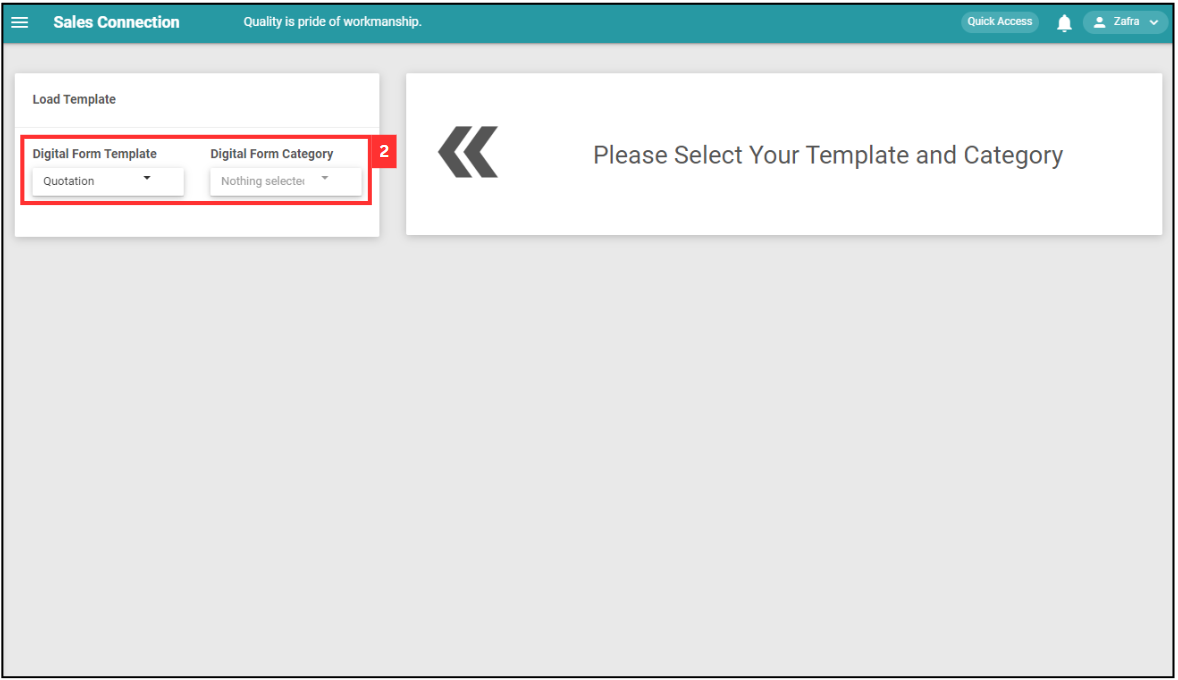 Sales Connection
Quality is pride of workmanship.
Quick Access
Zafra
Load Template
Digital Form Template
Digital Form Category
2
Quotation
Nothing selected
Please Select Your Template and Category